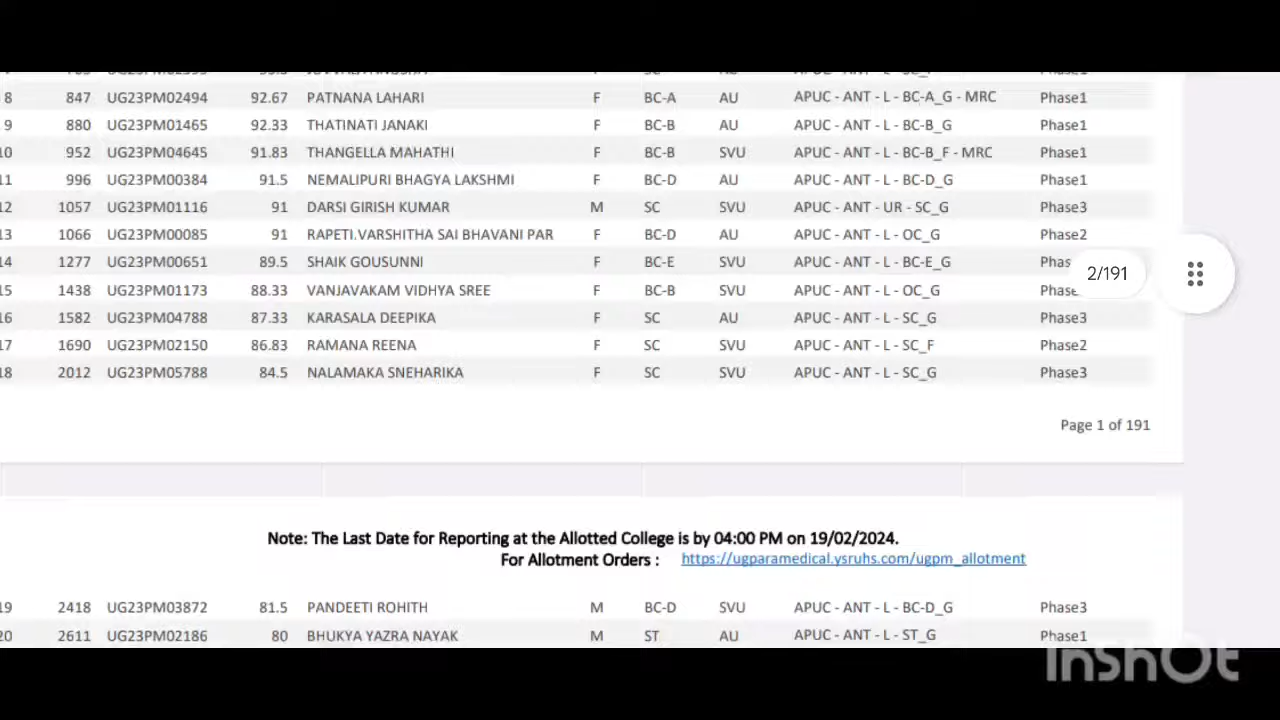 8 847 UG23PM02494 92.67 PATNANA LAHARI F BC-A AU APUC - ANT - L - BC-A_G - MRC Phase1
9 880 UG23PM01465 92.33 THATINATI JANAKI F BC-B AU APUC - ANT - L - BC-B_G Phase1
10 952 UG23PM04645 91.83 THANGELLA MAHATHI F BC-B SVU APUC - ANT - L - BC-B_F - MRC Phase1
11 996 UG23PM00384 91.5 NEMALIPURI BHAGYA LAKSHMI F BC-D AU APUC - ANT - L - BC-D_G Phase1
12 1057 UG23PM01116 91 DARSI GIRISH KUMAR M SC SVU APUC - ANT - UR - SC_G Phase3
13 1066 UG23PM00085 91 RAPETI.VARSHITHA SAI BHAVANI PAR F BC-D AU APUC - ANT - L - OC_G Phase2
14 1277 UG23PM00651 89.5 SHAIK GOUSUNNI F BC-E SVU APUC - ANT - L - BC-E_G Phas
2/191
15 1438 UG23PM01173 88.33 VANJAVAKAM VIDHYA SREE F BC-B SVU APUC - ANT - L - OC_G Phase
16 1582 UG23PM04788 87.33 KARASALA DEEPIKA F SC AU APUC - ANT - L - SC_G Phase3
17 1690 UG23PM02150 86.83 RAMANA REENA F SC SVU APUC - ANT - L - SC_F Phase2
18 2012 UG23PM05788 84.5 NALAMAKA SNEHARIKA F SC SVU APUC - ANT - L - SC_G Phase3
Page 1 of 191
Note: The Last Date for Reporting at the Allotted College is by 04:00 PM on 19/02/2024.
For Allotment Orders : https://ugparamedical.ysruhs.com/ugpm_allotment
19 2418 UG23PM03872 81.5 PANDEETI ROHITH M BC-D SVU APUC - ANT - L - BC-D_G Phase3
20 2611 UG23PM02186 80 BHUKYA YAZRA NAYAK M ST AU APUC - ANT - L - ST_G Phase1
InshOt